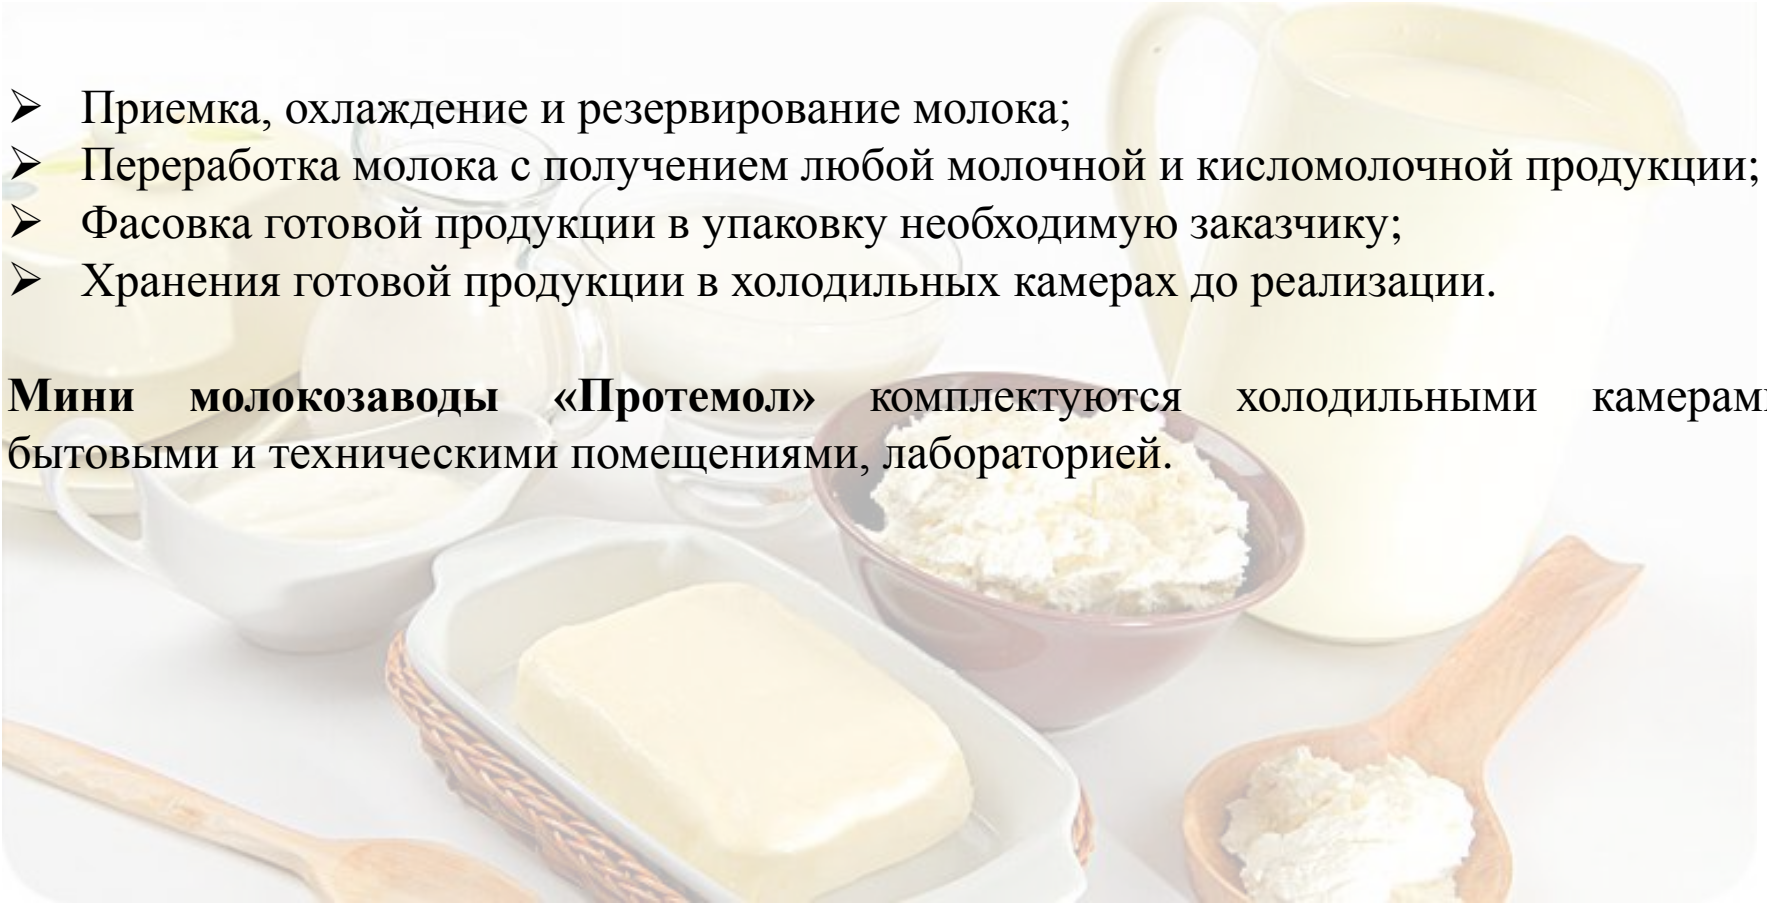 ➢ Приемка, охлаждение и резервирование молока;
➢ Переработка молока с получением любой молочной и кисломолочной продукции;
➢ Фасовка готовой продукции в упаковку необходимую заказчику;
➢ Хранения готовой продукции в холодильных камерах до реализации.
Мини молокозаводы «Протемол» комплектуются холодильными камерами
бытовыми и техническими помещениями, лабораторией.